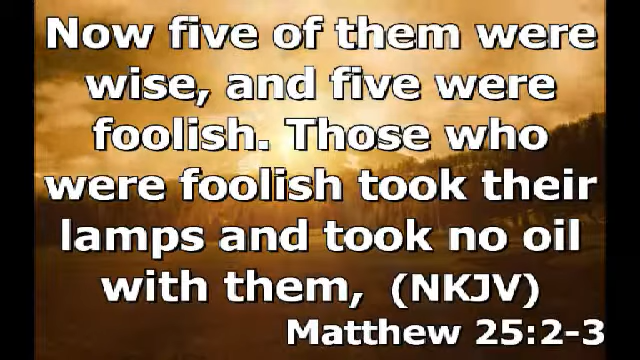 Now five of them were
wise, and five were
foolish. Those who
were foolish took their
lamps and took no oil
with them, (NKJV)
Matthew 25:2-3